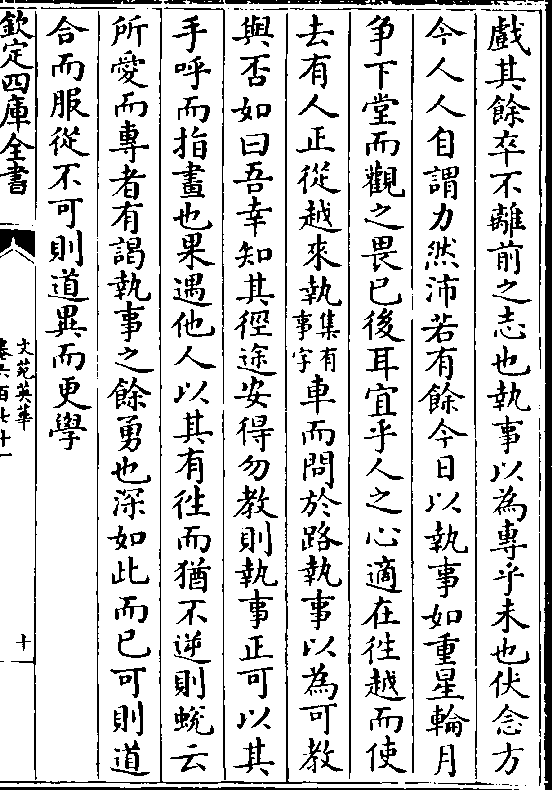 戲其餘卒不離前之志也執事以為專乎未也伏念方
今人人自謂力然沛若有餘今日以執事如重星輪月
争下堂而觀之畏已後耳宜乎人之心適在徃越而使
去有人正從越來執集有事字車而問於路執事以為可教
與否如曰吾幸知其徑途安得勿教則執事正可以其
手呼而指畫也果遇他人以其有徃而猶不逆則蜕云
所愛而專者有謁執事之餘勇也深如此而已可則道
合而服從不可則道異而更學
欽定四庫全書
文苑英華
卷六百七十一
十